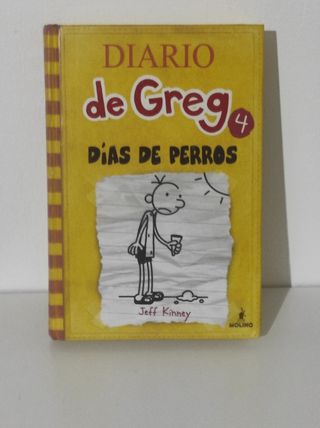 DIARIO
de Greg 4
DÍAS DE PERROS
Jeff Kinney
MOLINO